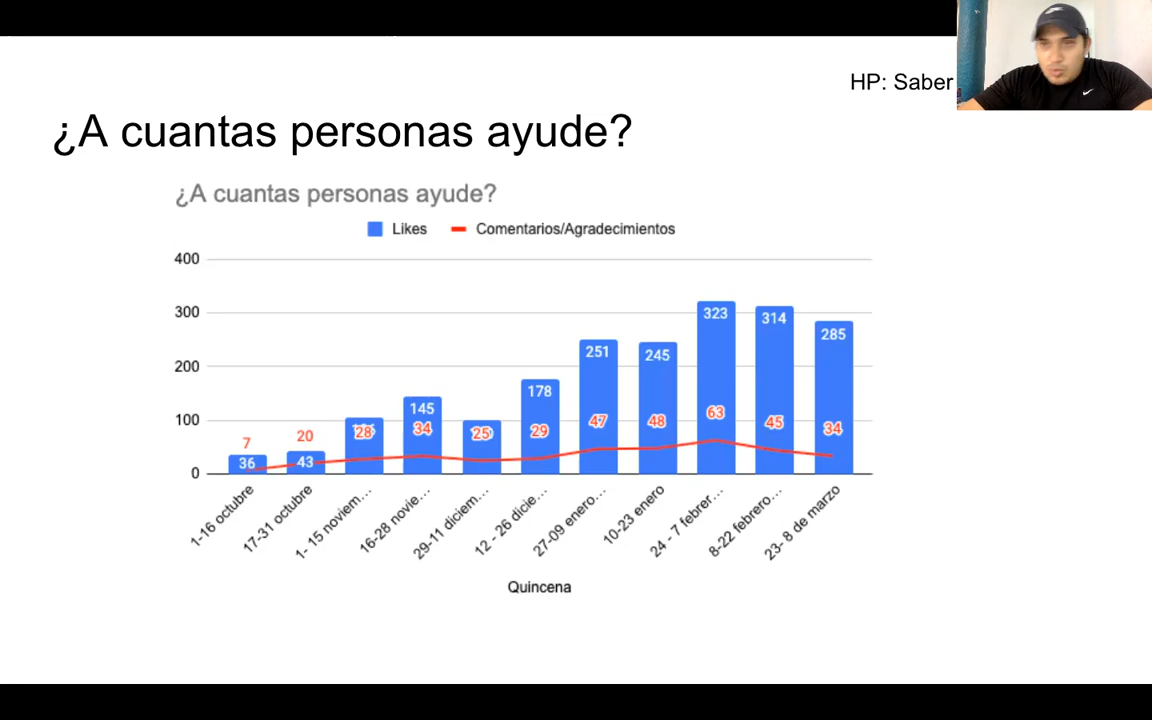 HP: Saber
¿A cuantas personas ayude?
¿A cuantas personas ayude?
Likes
Comentarios/Agradecimientos
400
300
200
100
0
7
20
28
34
25
29
47
48
63
45
34
36
43
145
178
251
245
323
314
285
1-16 octubre
17-31 octubre
1- 15 noviem...
16-28 novie...
29-11 diciem...
12 - 26 dicie...
27-09 enero...
10-23 enero
24 - 7 febrer...
8-22 febrero...
23- 8 de marzo
Quincena